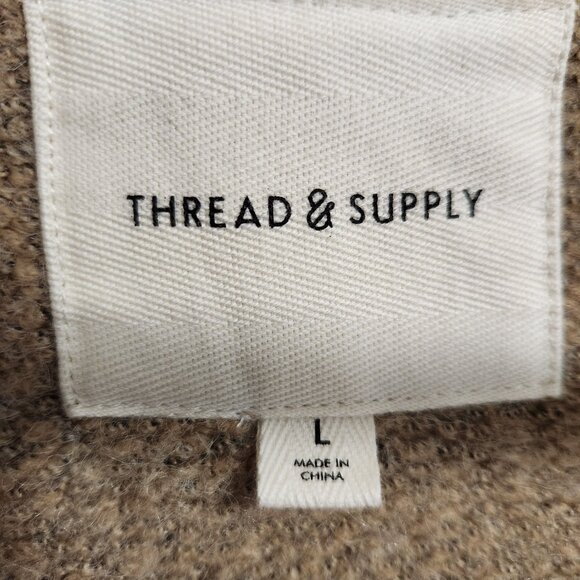 THREAD & SUPPLY
L
MADE IN
CHINA